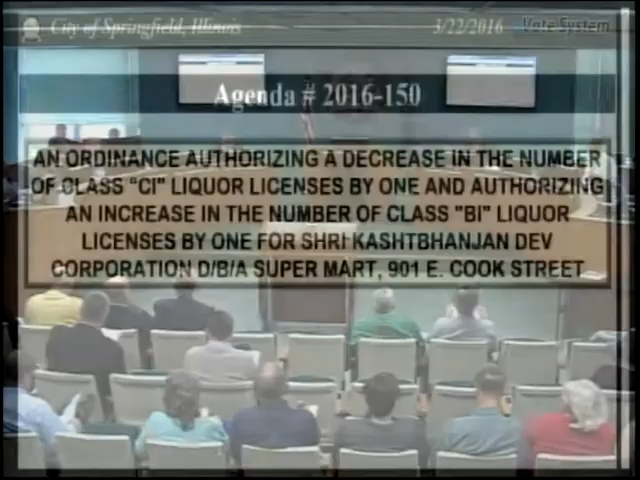 City of Springfield, Illinois 3/22/2016 eVote System
Agenda # 2016-150
AN ORDINANCE AUTHORIZING A DECREASE IN THE NUMBER
OF CLASS "CI" LIQUOR LICENSES BY ONE AND AUTHORIZING
AN INCREASE IN THE NUMBER OF CLASS "BI" LIQUOR
LICENSES BY ONE FOR SHRI KASHTBHANJAN DEV
CORPORATION D/B/A SUPER MART, 901 E. COOK STREET